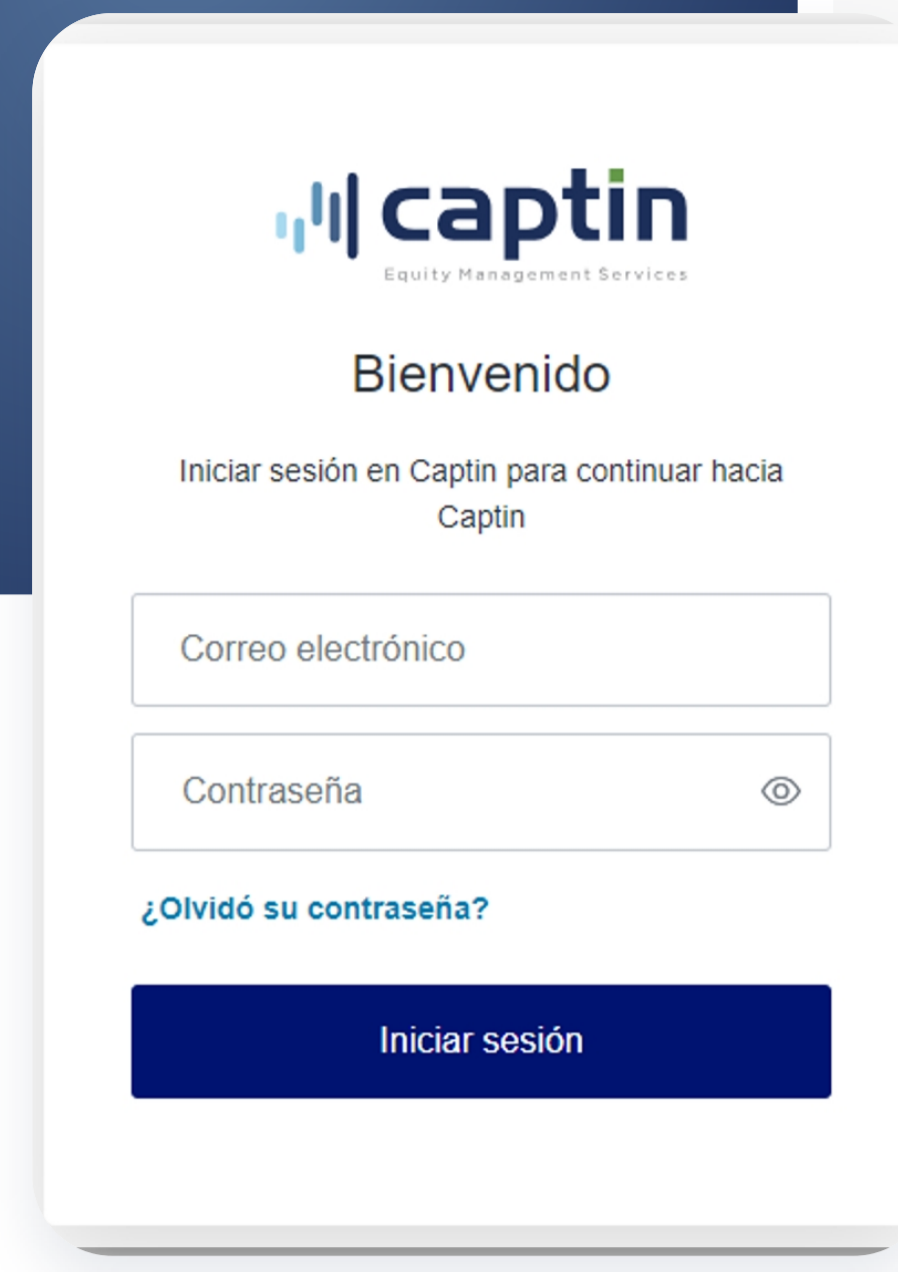 captin
Equity Management Services
Bienvenido
Iniciar sesión en Captin para continuar hacia
Captin
Correo electrónico
Contraseña
¿Olvidó su contraseña?
Iniciar sesión